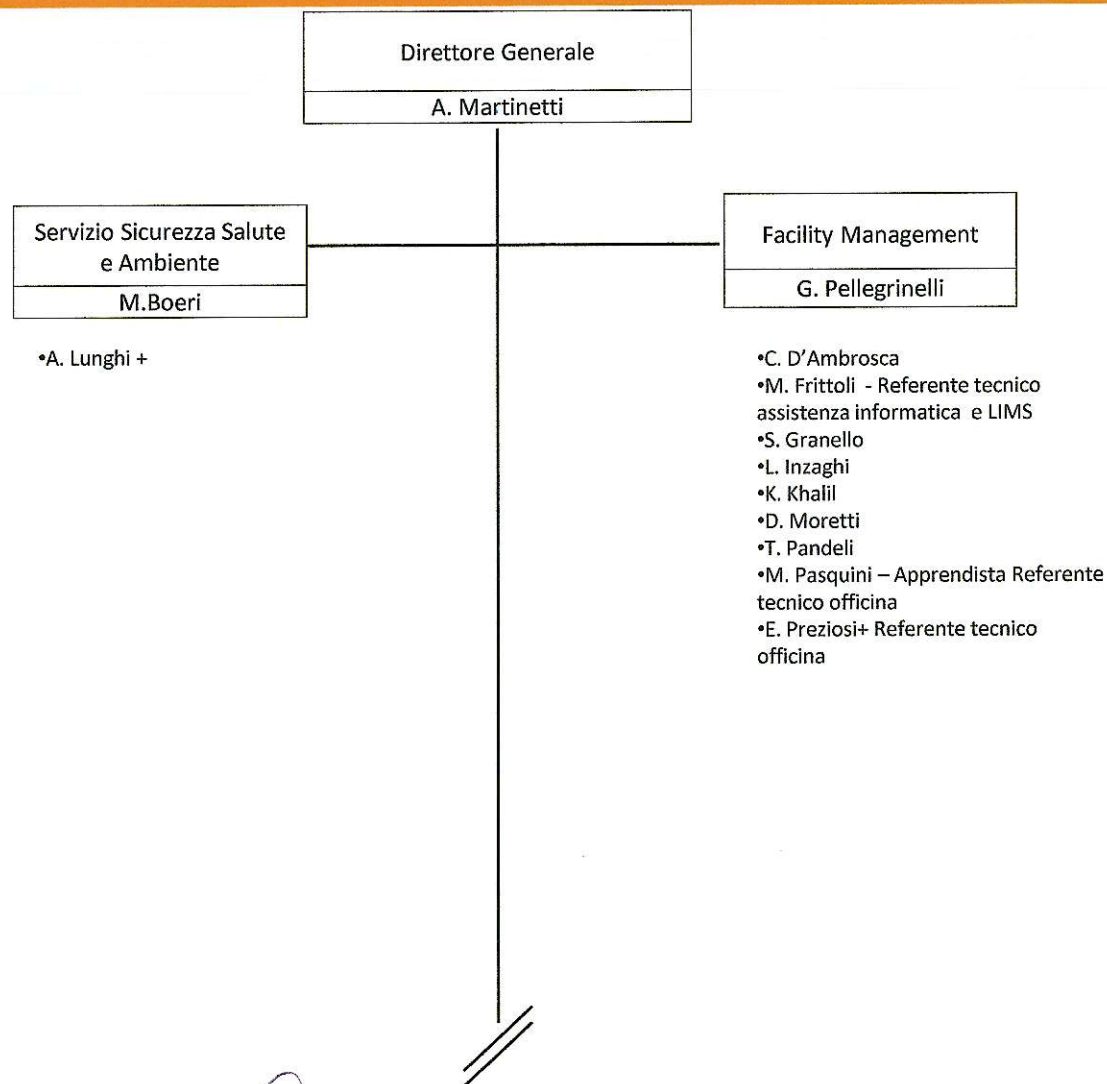 Direttore Generale
A. Martinetti
Servizio Sicurezza Salute
e Ambiente
M.Boeri
•A. Lunghi +
Facility Management
G. Pellegrinelli
•C. D'Ambrosca
•M. Frittoli - Referente tecnico
assistenza informatica e LIMS
•S. Granello
•L. Inzaghi
•K. Khalil
•D. Moretti
•T. Pandeli
•M. Pasquini – Apprendista Referente
tecnico officina
•E. Preziosi+ Referente tecnico
officina